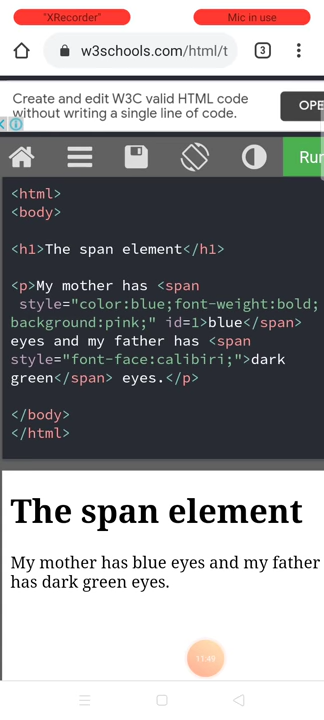 "XRecorder" Mic in use
w3schools.com/html/t 3
Create and edit W3C valid HTML code
without writing a single line of code.
OPE
Run
<html>
<body>
<h1>The span element</h1>
<p>My mother has <span
style="color:blue;font-weight:bold;
background:pink;" id=1>blue</span>
eyes and my father has <span
style="font-face:calibiri;">dark
green</span> eyes.</p>
</body>
</html>
The span element
My mother has blue eyes and my father
has dark green eyes.
11:49